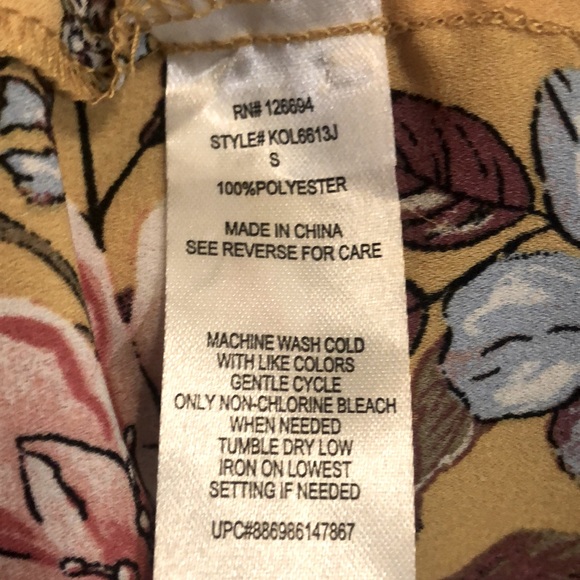 RN# 126694
STYLE# KOL6613J
S
100%POLYESTER
MADE IN CHINA
SEE REVERSE FOR CARE
MACHINE WASH COLD
WITH LIKE COLORS
GENTLE CYCLE
ONLY NON-CHLORINE BLEACH
WHEN NEEDED
TUMBLE DRY LOW
IRON ON LOWEST
SETTING IF NEEDED
UPC#886986147867